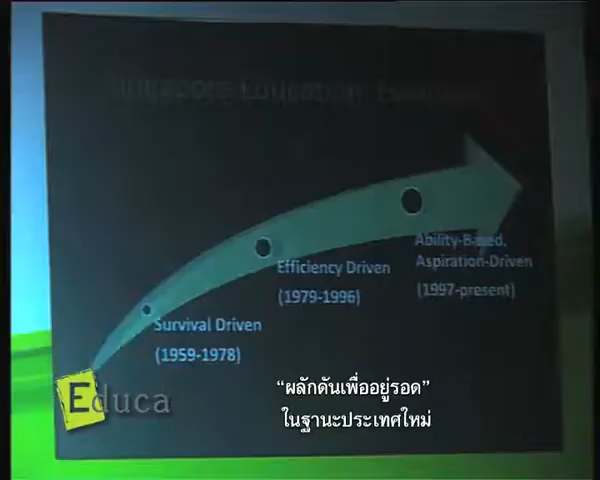 Singapore Education
Ability-Based,
Aspiration-Driven
(1997-present)
Efficiency Driven
(1979-1996)
Survival Driven
(1959-1978)
Educa
“ผลักดันเพื่ออยู่รอด”
ในฐานะประเทศใหม่